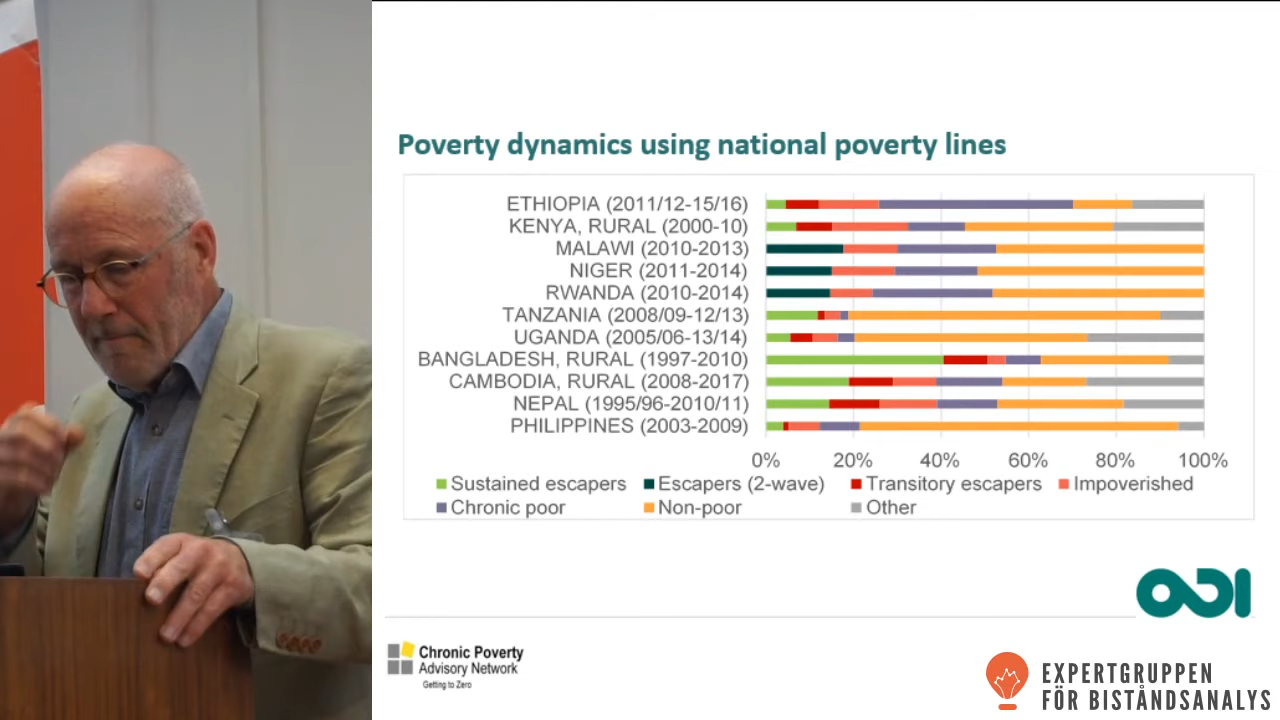 Poverty dynamics using national poverty lines
ETHIOPIA (2011/12-15/16)
KENYA, RURAL (2000-10)
MALAWI (2010-2013)
NIGER (2011-2014)
RWANDA (2010-2014)
TANZANIA (2008/09-12/13)
UGANDA (2005/06-13/14)
BANGLADESH, RURAL (1997-2010)
CAMBODIA, RURAL (2008-2017)
NEPAL (1995/96-2010/11)
PHILIPPINES (2003-2009)
0% 20% 40% 60% 80% 100%
Sustained escapers Escapers (2-wave) Transitory escapers Impoverished
Chronic poor Non-poor Other
ODI
Chronic Poverty
Advisory Network
Getting to Zero
EXPERTGRUPPEN
FÖR BISTÅNDSANALYS